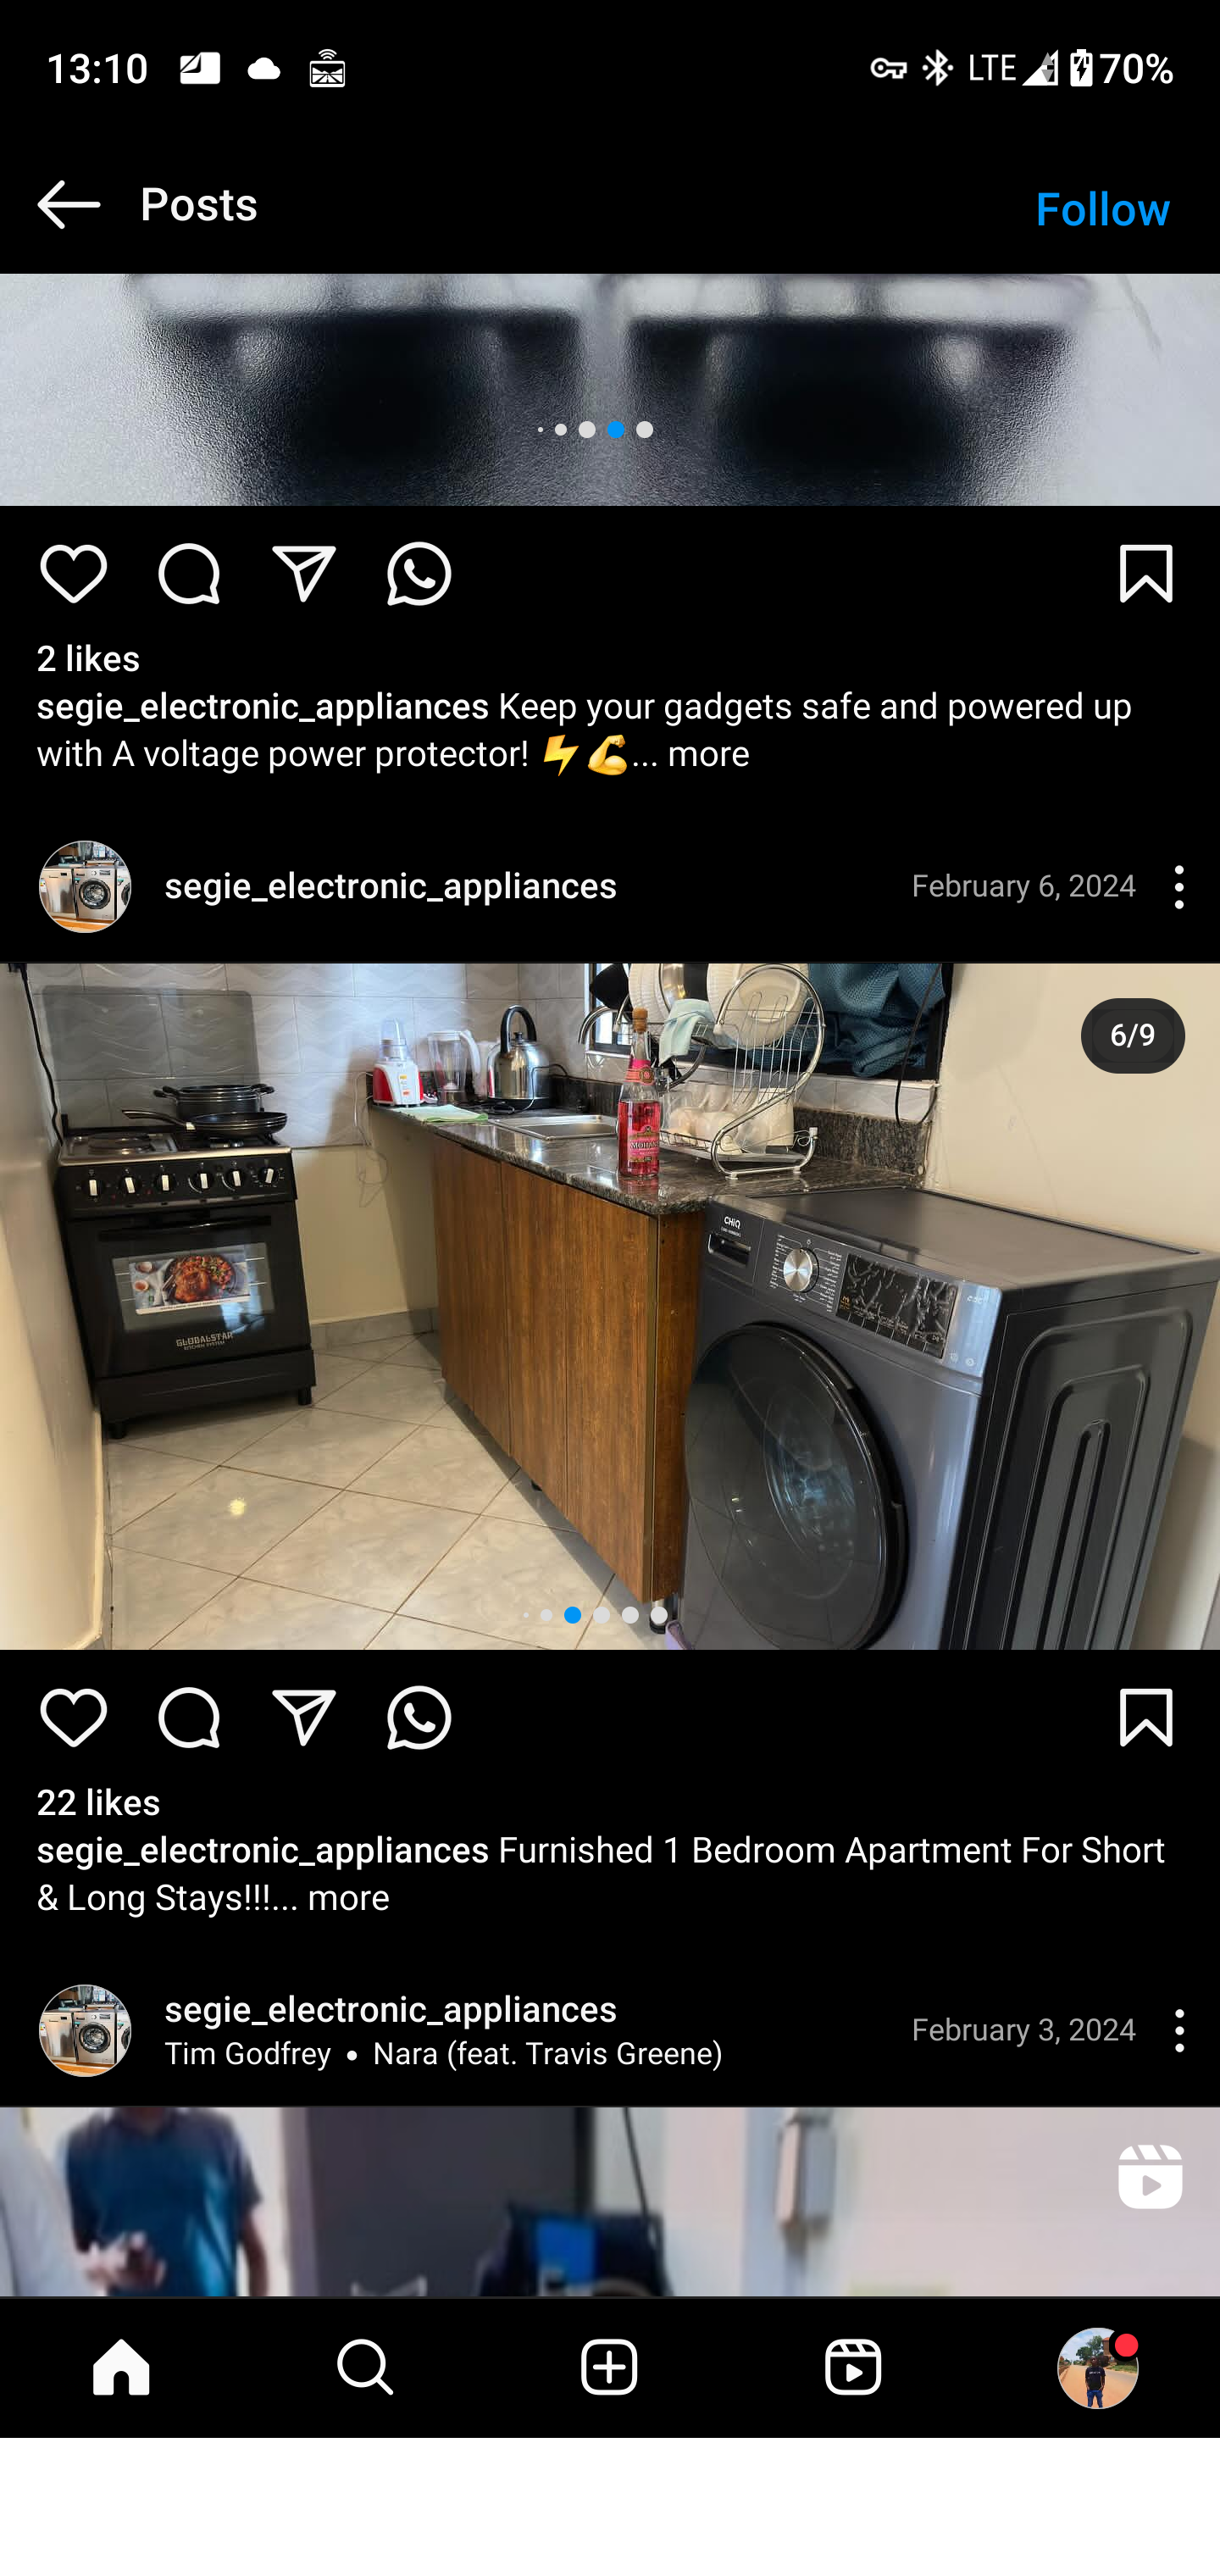 13:10
LTE
70%
Posts
Follow
2 likes
segie_electronic_appliances Keep your gadgets safe and powered up
with A voltage power protector! ⚡💪... more
segie_electronic_appliances
February 6, 2024
6/9
CHiQ
GLOBALSTAR
KITCHEN SYSTEM
22 likes
segie_electronic_appliances Furnished 1 Bedroom Apartment For Short
& Long Stays!!!... more
segie_electronic_appliances
February 3, 2024
Tim Godfrey • Nara (feat. Travis Greene)